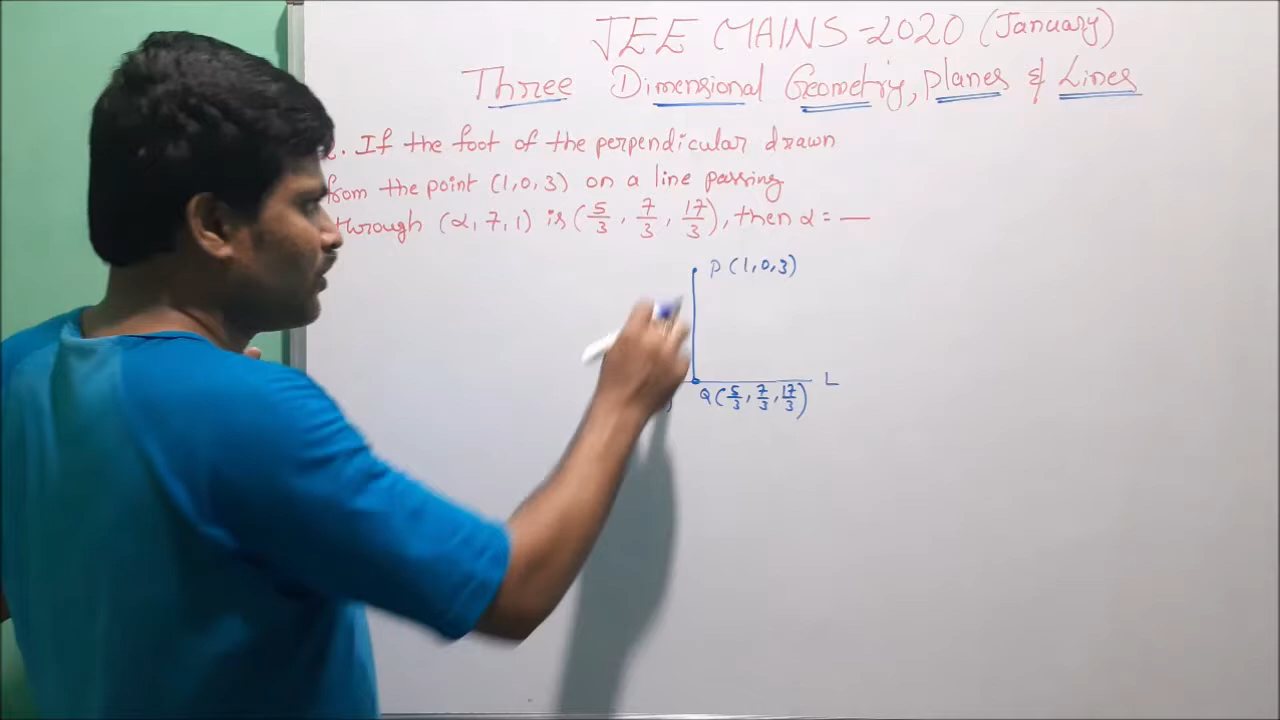 JEE MAINS-2020 (January)
Three Dimensional Geometry, planes & Lines
. If the foot of the perpendicular drawn
from the point (1,0,3) on a line passing
through (α, 7, 1) is (5/3, 7/3, 17/3), then α = —
P(1,0,3)
L
) Q(5/3, 7/3, 17/3)